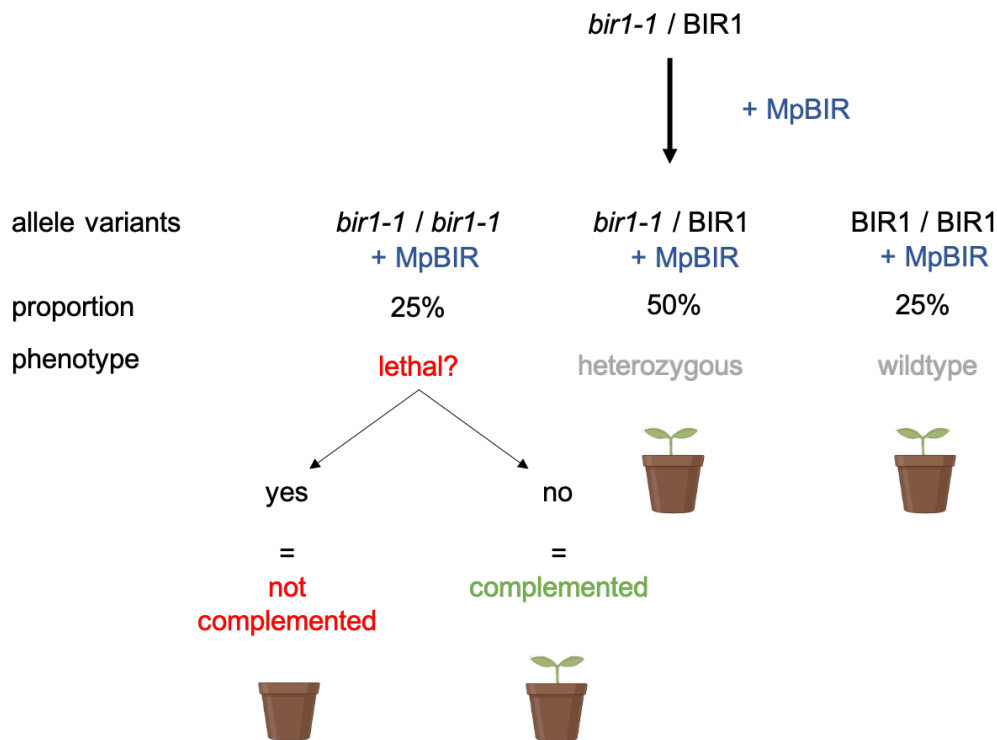 bir1-1 / BIR1
+ MpBIR
allele variants
bir1-1 / bir1-1
+ MpBIR
bir1-1 / BIR1
+ MpBIR
BIR1 / BIR1
+ MpBIR
proportion
25%
50%
25%
phenotype
lethal?
heterozygous
wildtype
yes
no
=
=
not
complemented
complemented